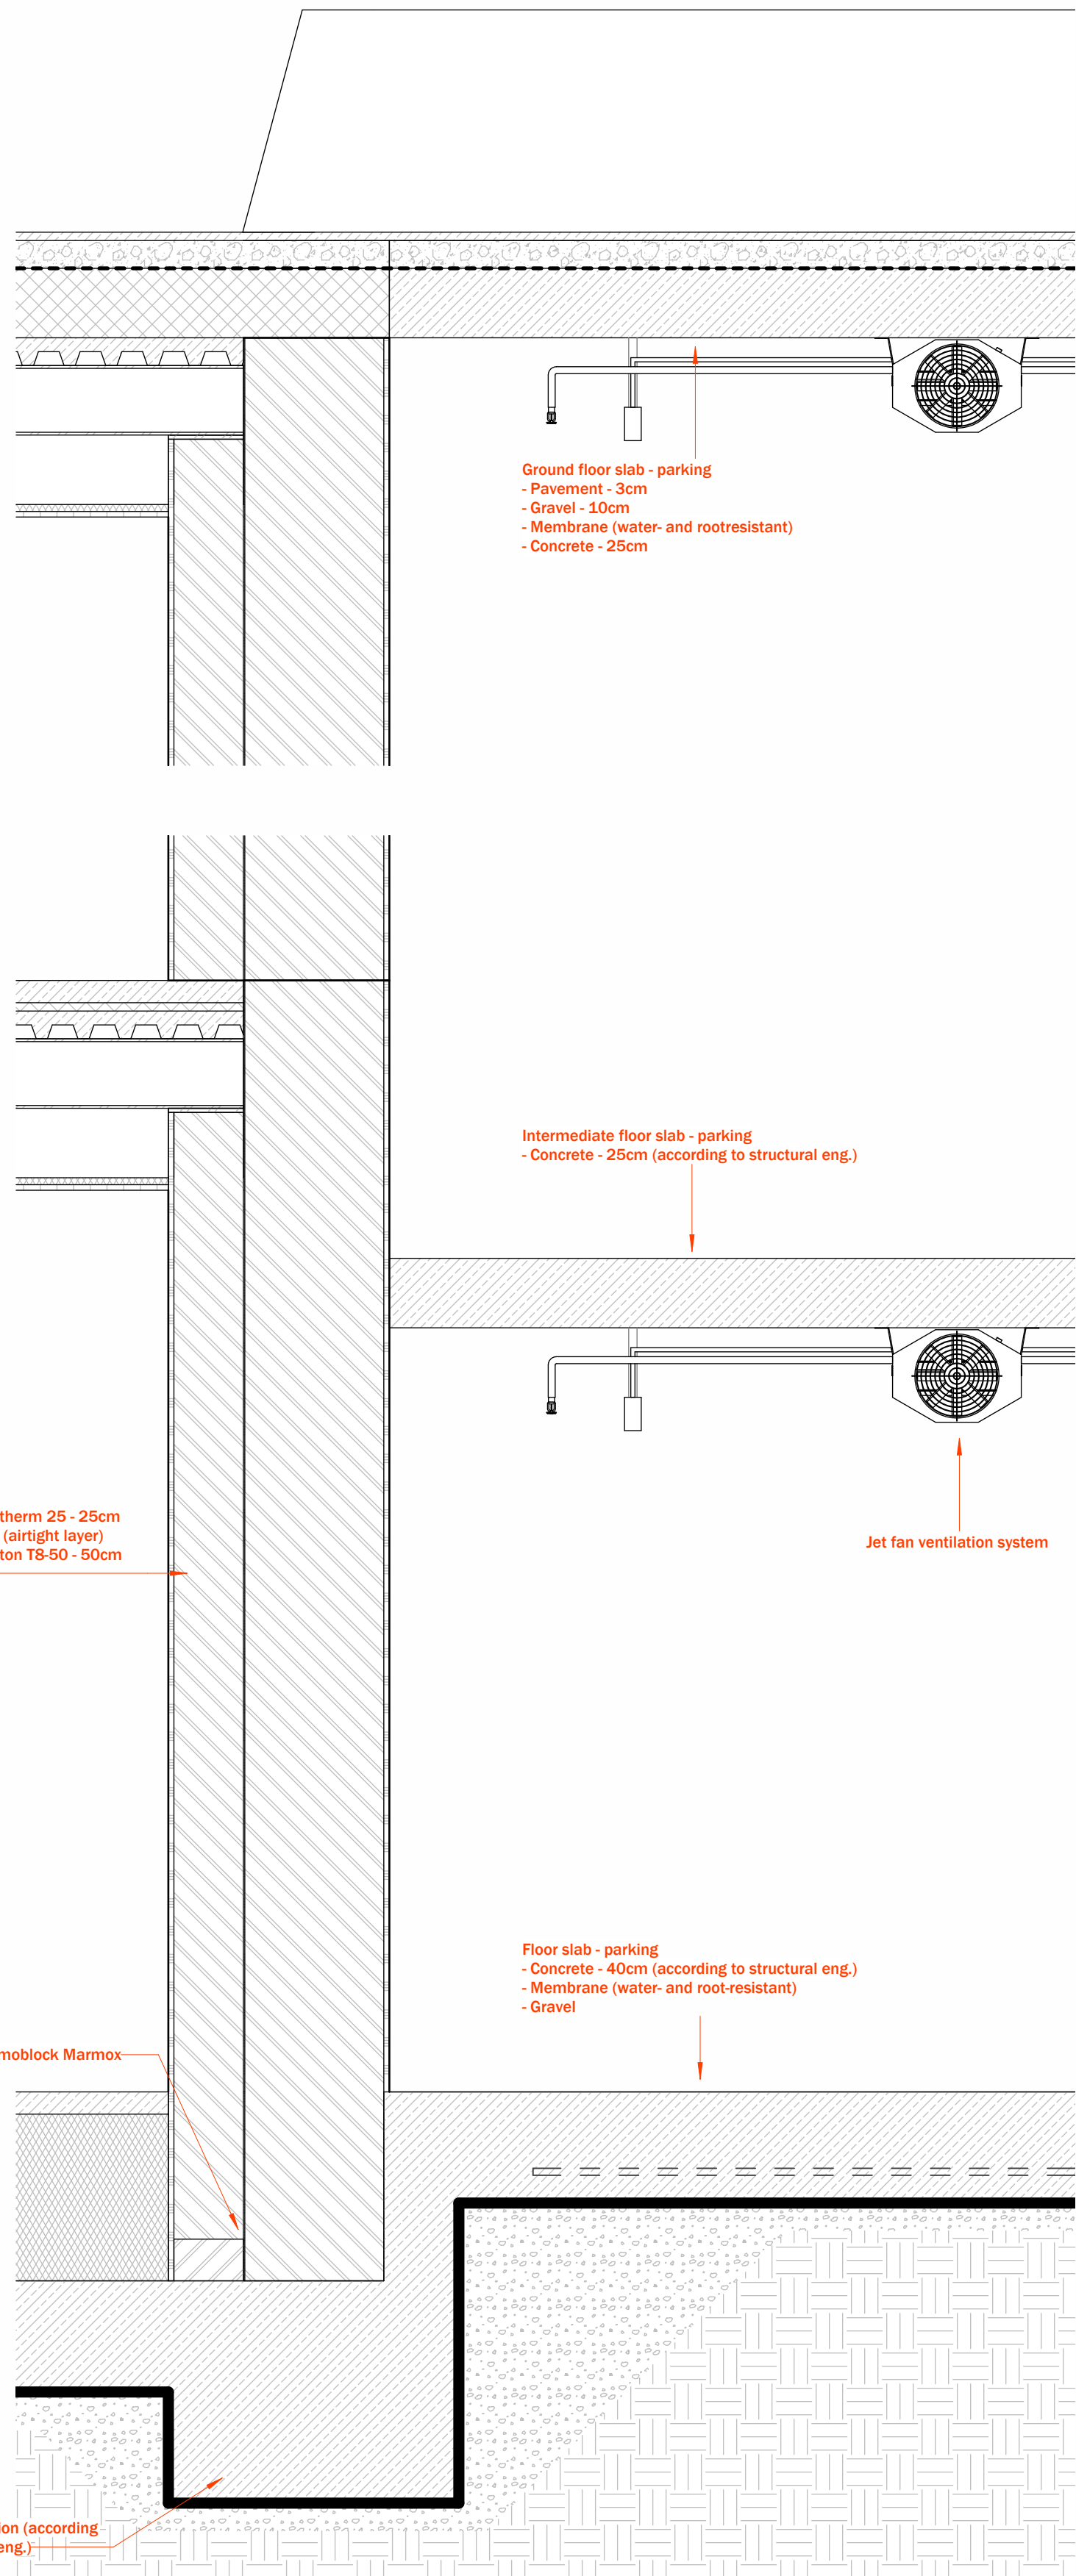 Ground floor slab - parking
- Pavement - 3cm
- Gravel - 10cm
- Membrane (water- and rootresistant)
- Concrete - 25cm
Intermediate floor slab - parking
- Concrete - 25cm (according to structural eng.)
therm 25 - 25cm
(airtight layer)
ton T8-50 - 50cm
Jet fan ventilation system
Floor slab - parking
- Concrete - 40cm (according to structural eng.)
- Membrane (water- and root-resistant)
- Gravel
moblock Marmox
ion (according
eng.)